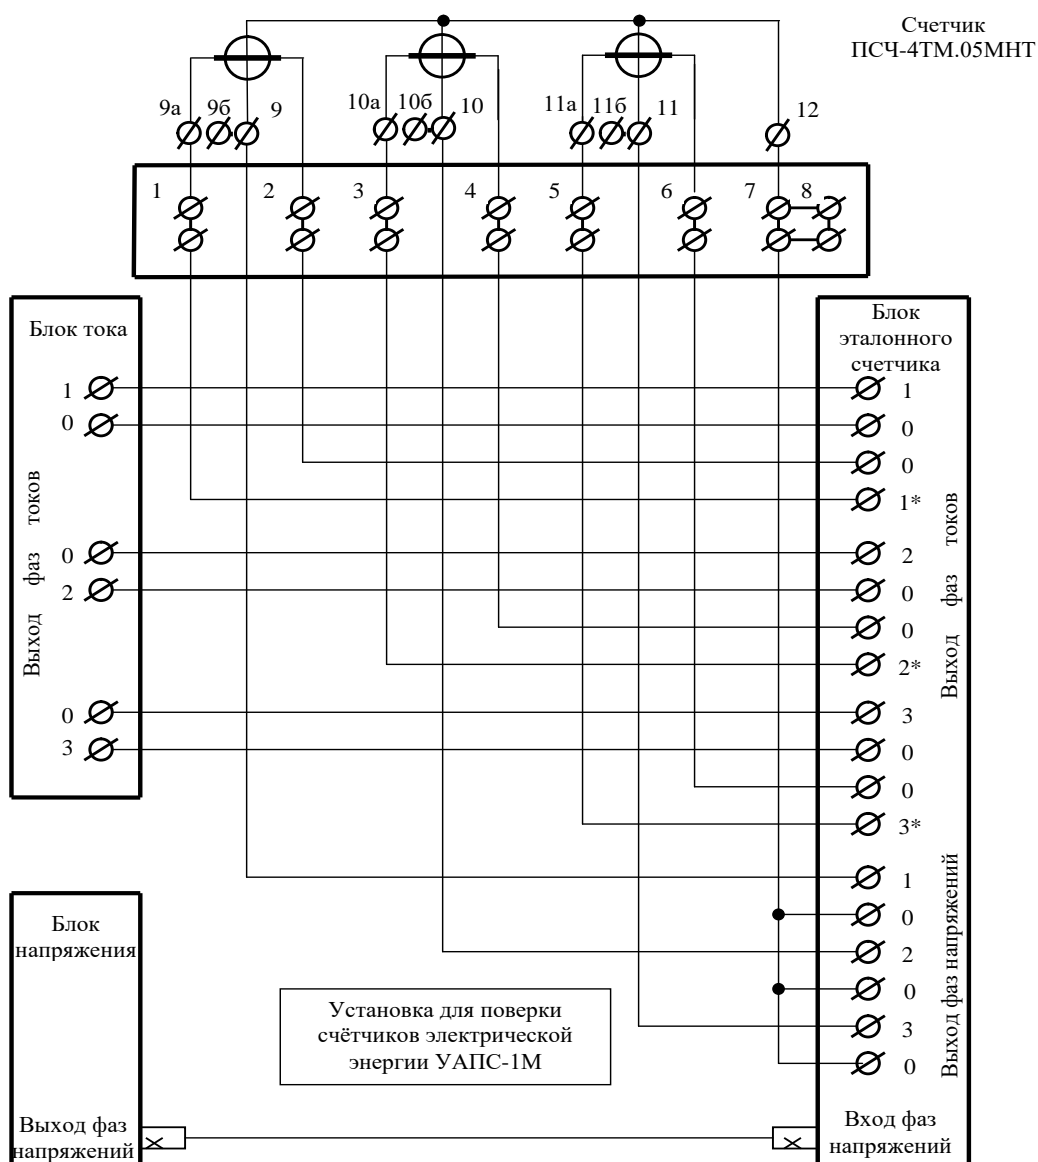 Счетчик
ПСЧ-4ТМ.05МНТ
9а 9б 9 10а 10б 10 11а 11б 11 12
1 2 3 4 5 6 7 8
Блок тока
1
0
0
2
0
3
Выход фаз токов
Блок
эталонного
счетчика
1
0
0
1*
2
0
0
2*
3
0
0
3*
Выход фаз токов
1
0
2
0
3
0
Выход фаз напряжений
Блок
напряжения
Установка для поверки
счётчиков электрической
энергии УАПС-1М
Выход фаз
напряжений
Вход фаз
напряжений